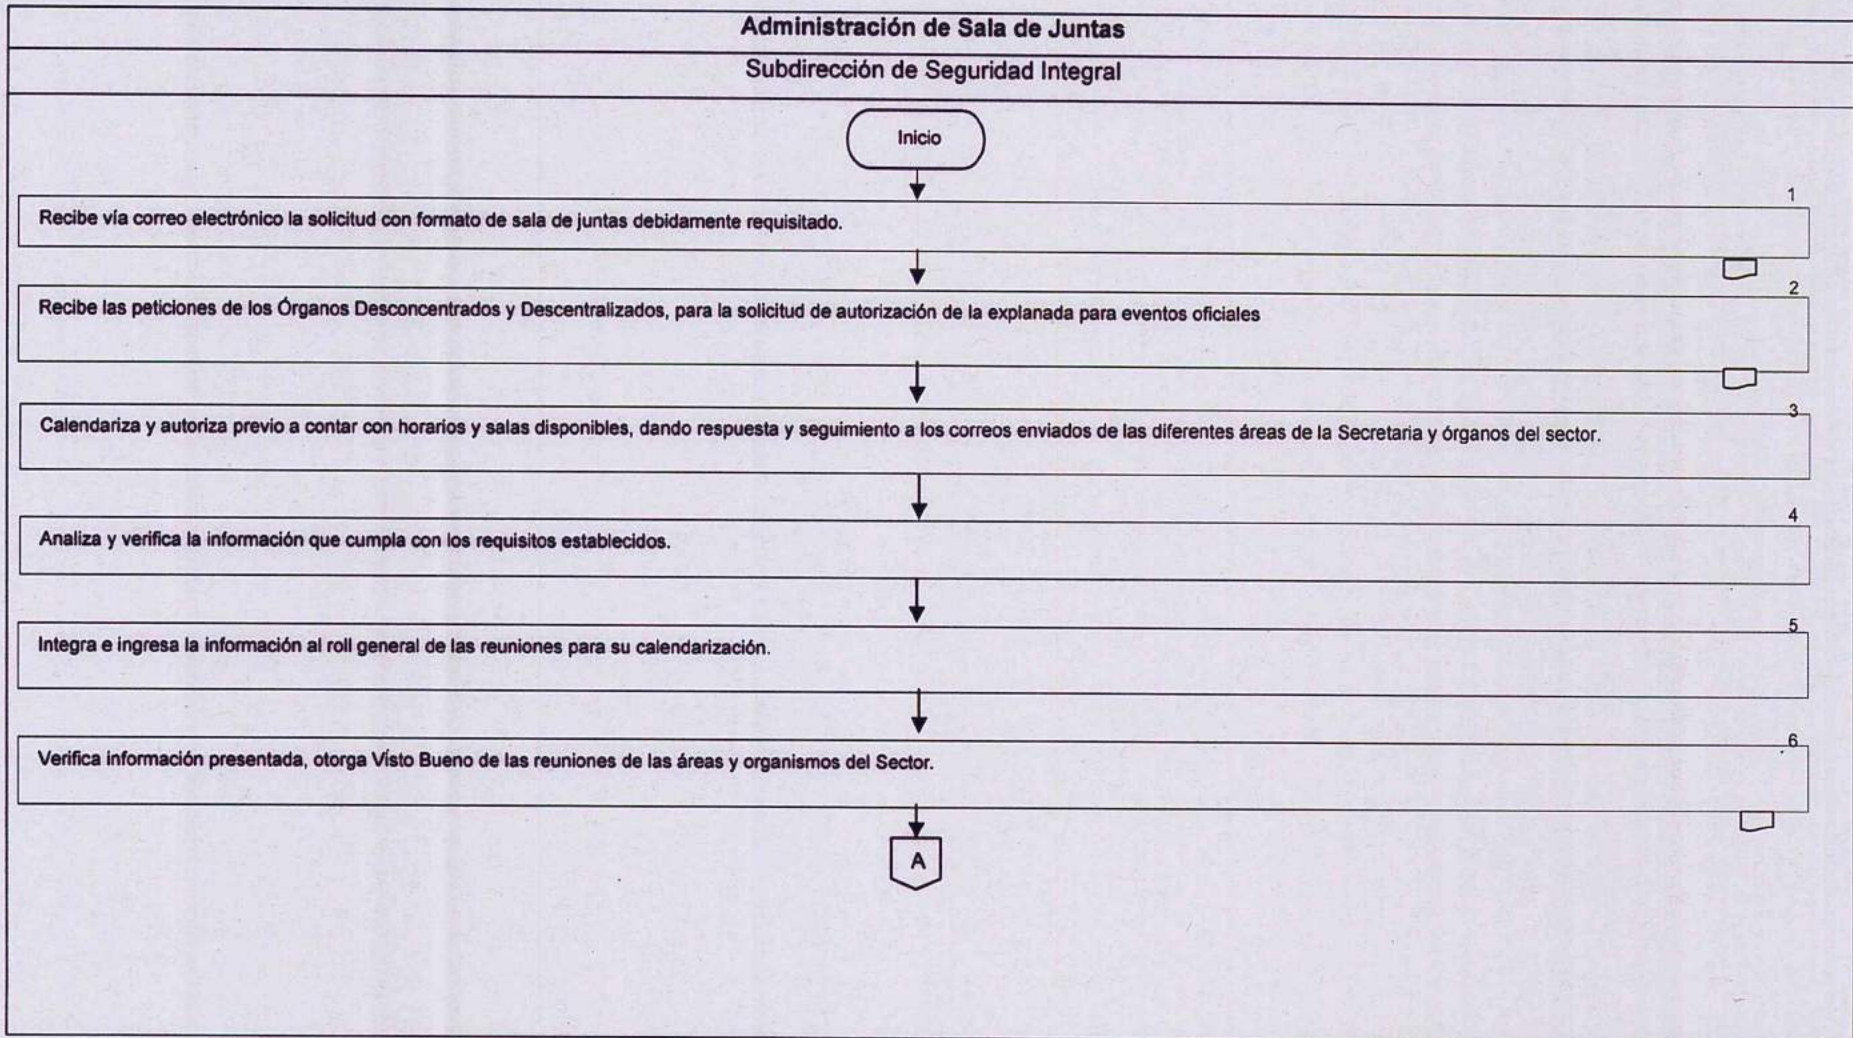 Administración de Sala de Juntas
Subdirección de Seguridad Integral
Inicio
1
Recibe vía correo electrónico la solicitud con formato de sala de juntas debidamente requisitado.
2
Recibe las peticiones de los Órganos Desconcentrados y Descentralizados, para la solicitud de autorización de la explanada para eventos oficiales
3
Calendariza y autoriza previo a contar con horarios y salas disponibles, dando respuesta y seguimiento a los correos enviados de las diferentes áreas de la Secretaria y órganos del sector.
4
Analiza y verifica la información que cumpla con los requisitos establecidos.
5
Integra e ingresa la información al roll general de las reuniones para su calendarización.
6
Verifica información presentada, otorga Visto Bueno de las reuniones de las áreas y organismos del Sector.
A